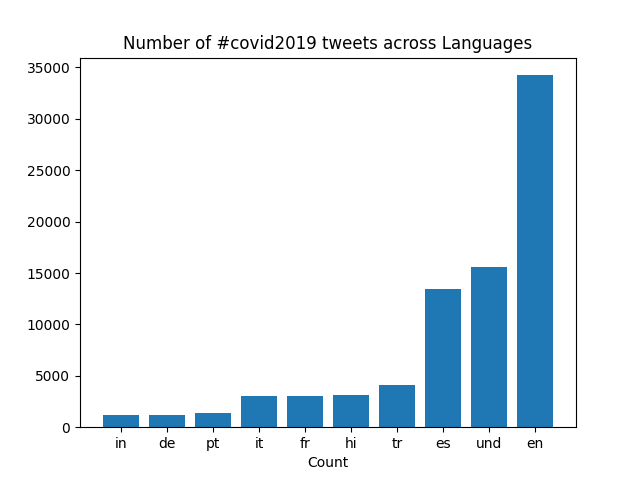 Number of #covid2019 tweets across Languages
35000
30000
25000
20000
15000
10000
5000
0
in de pt it fr hi tr es und en
Count